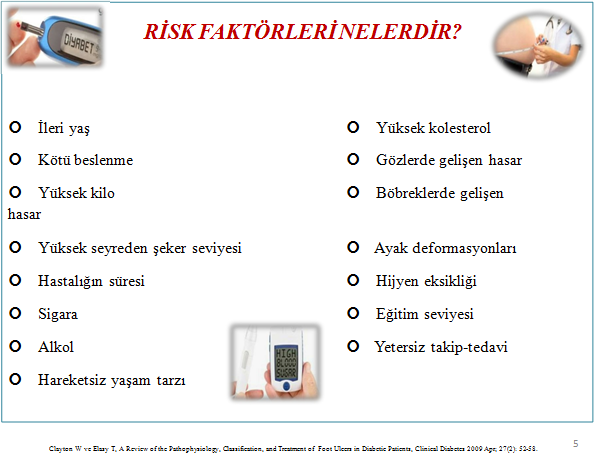 DİYABET
RİSK FAKTÖRLERİ NELERDİR?
O İleri yaş O Yüksek kolesterol
O Kötü beslenme O Gözlerde gelişen hasar
O Yüksek kilo O Böbreklerde gelişen
hasar
O Yüksek seyreden şeker seviyesi O Ayak deformasyonları
O Hastalığın süresi O Hijyen eksikliği
O Sigara O Eğitim seviyesi
O Alkol O Yetersiz takip-tedavi
O Hareketsiz yaşam tarzı
HIGH
BLOOD
SUGAR
Clayton W ve Elasy T, A Review of the Pathophysiology, Classification, and Treatment of Foot Ulcers in Diabetic Patients, Clinical Diabetes 2009 Apr; 27(2): 52-58.
5